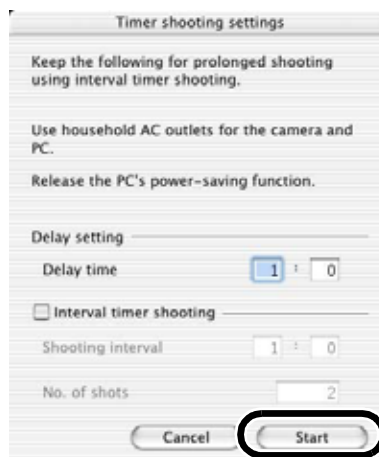 Timer shooting settings
Keep the following for prolonged shooting
using interval timer shooting.
Use household AC outlets for the camera and
PC.
Release the PC's power-saving function.
Delay setting
Delay time 1 : 0
Interval timer shooting
Shooting interval 1 : 0
No. of shots 2
Cancel Start